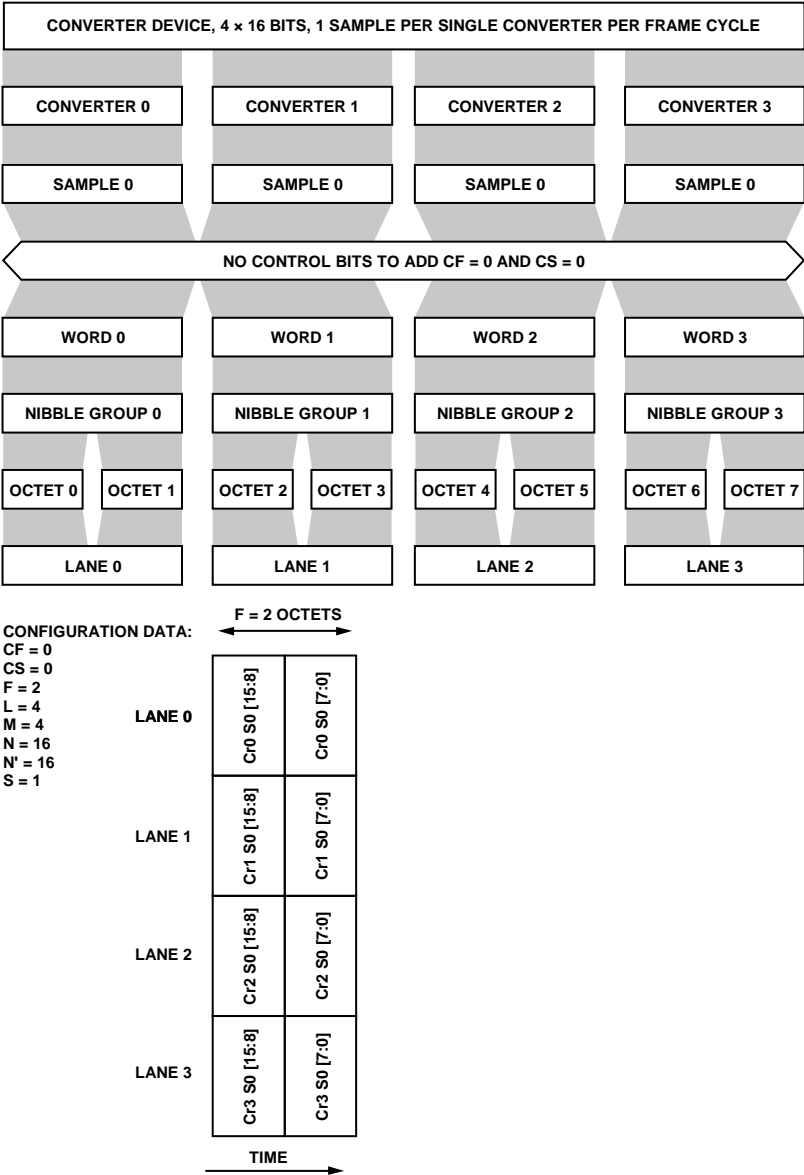 CONVERTER DEVICE, 4 × 16 BITS, 1 SAMPLE PER SINGLE CONVERTER PER FRAME CYCLE
CONVERTER 0 CONVERTER 1 CONVERTER 2 CONVERTER 3
SAMPLE 0 SAMPLE 0 SAMPLE 0 SAMPLE 0
NO CONTROL BITS TO ADD CF = 0 AND CS = 0
WORD 0 WORD 1 WORD 2 WORD 3
NIBBLE GROUP 0 NIBBLE GROUP 1 NIBBLE GROUP 2 NIBBLE GROUP 3
OCTET 0 OCTET 1 OCTET 2 OCTET 3 OCTET 4 OCTET 5 OCTET 6 OCTET 7
LANE 0 LANE 1 LANE 2 LANE 3
F = 2 OCTETS
CONFIGURATION DATA:
CF = 0
CS = 0
F = 2
L = 4
M = 4
N = 16
N' = 16
S = 1
LANE 0 Cr0 S0 [15:8] Cr0 S0 [7:0]
LANE 1 Cr1 S0 [15:8] Cr1 S0 [7:0]
LANE 2 Cr2 S0 [15:8] Cr2 S0 [7:0]
LANE 3 Cr3 S0 [15:8] Cr3 S0 [7:0]
TIME